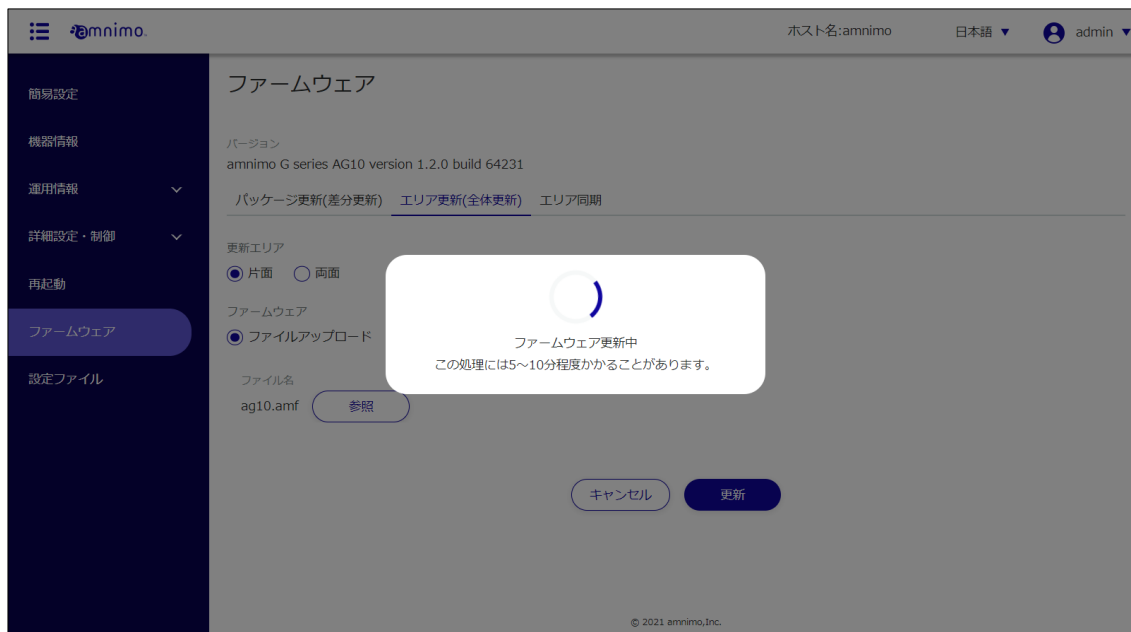 amnimo.
ホスト名:amnimo
日本語 ▼
admin ▼
簡易設定
機器情報
運用情報
詳細設定・制御
再起動
ファームウェア
設定ファイル
ファームウェア
バージョン
amnimo G series AG10 version 1.2.0 build 64231
パッケージ更新(差分更新) エリア更新(全体更新) エリア同期
更新エリア
片面 両面
ファームウェア
ファイルアップロード
ファイル名
ag10.amf 参照
ファームウェア更新中
この処理には5～10分程度かかることがあります。
キャンセル 更新
© 2021 amnimo,Inc.